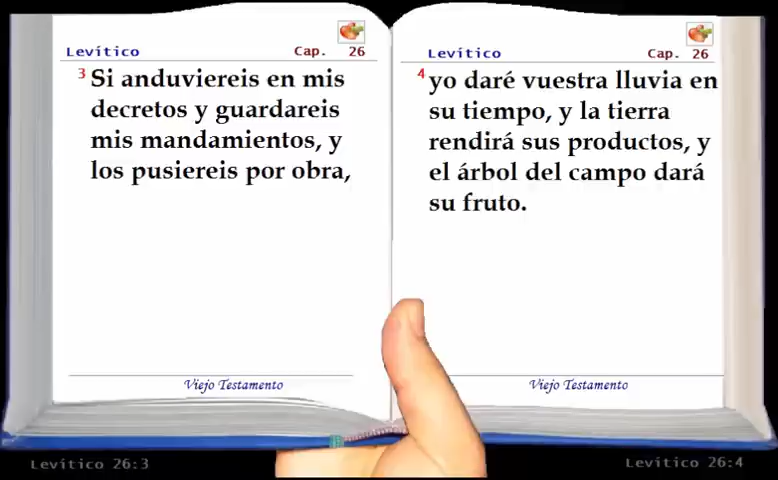 Levítico Cap. 26
3 Si anduviereis en mis
decretos y guardareis
mis mandamientos, y
los pusiereis por obra,
Viejo Testamento
Levítico 26:3
Levítico Cap. 26
4 yo daré vuestra lluvia en
su tiempo, y la tierra
rendirá sus productos, y
el árbol del campo dará
su fruto.
Viejo Testamento
Levítico 26:4